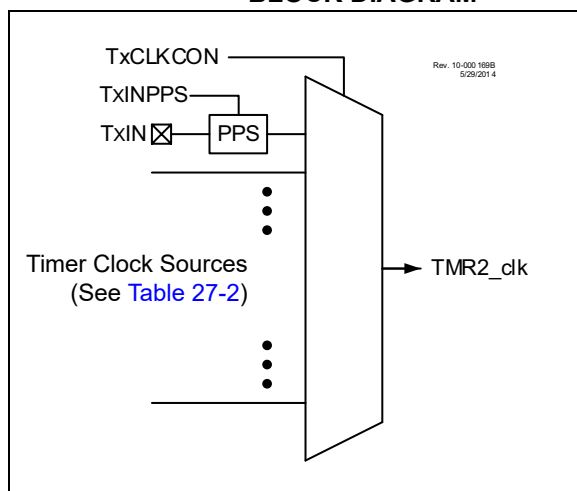 BLOCK DIAGRAM
TxCLKCON
Rev. 10-000 169B
5/29/2014
TxINPPS
TxIN
PPS
Timer Clock Sources
(See Table 27-2)
TMR2_clk